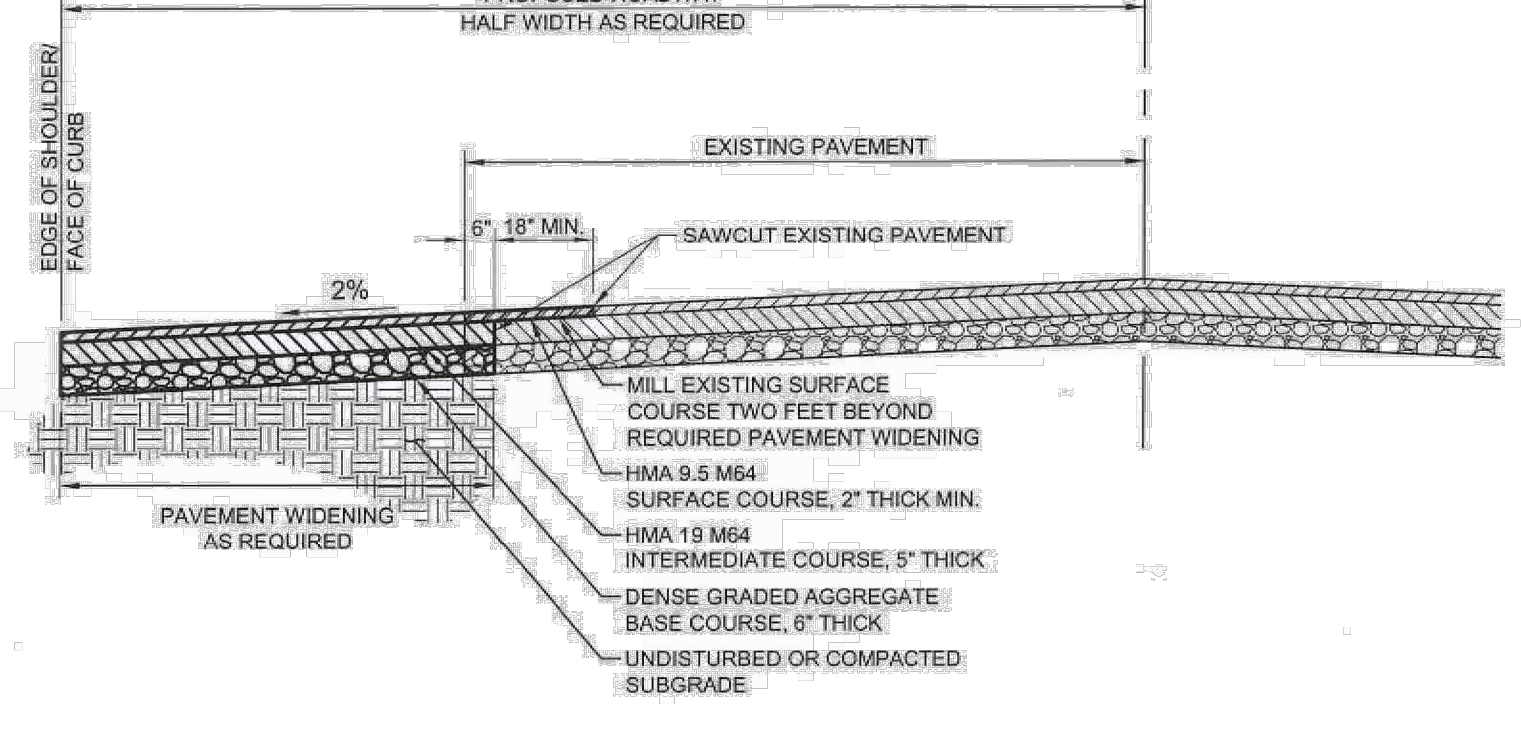 HALF WIDTH AS REQUIRED
EDGE OF SHOULDER/
FACE OF CURB
EXISTING PAVEMENT
6" 18" MIN.
SAWCUT EXISTING PAVEMENT
2%
MILL EXISTING SURFACE
COURSE TWO FEET BEYOND
REQUIRED PAVEMENT WIDENING
HMA 9.5 M64
SURFACE COURSE, 2" THICK MIN.
PAVEMENT WIDENING
AS REQUIRED
HMA 19 M64
INTERMEDIATE COURSE, 5" THICK
DENSE GRADED AGGREGATE
BASE COURSE, 6" THICK
UNDISTURBED OR COMPACTED
SUBGRADE